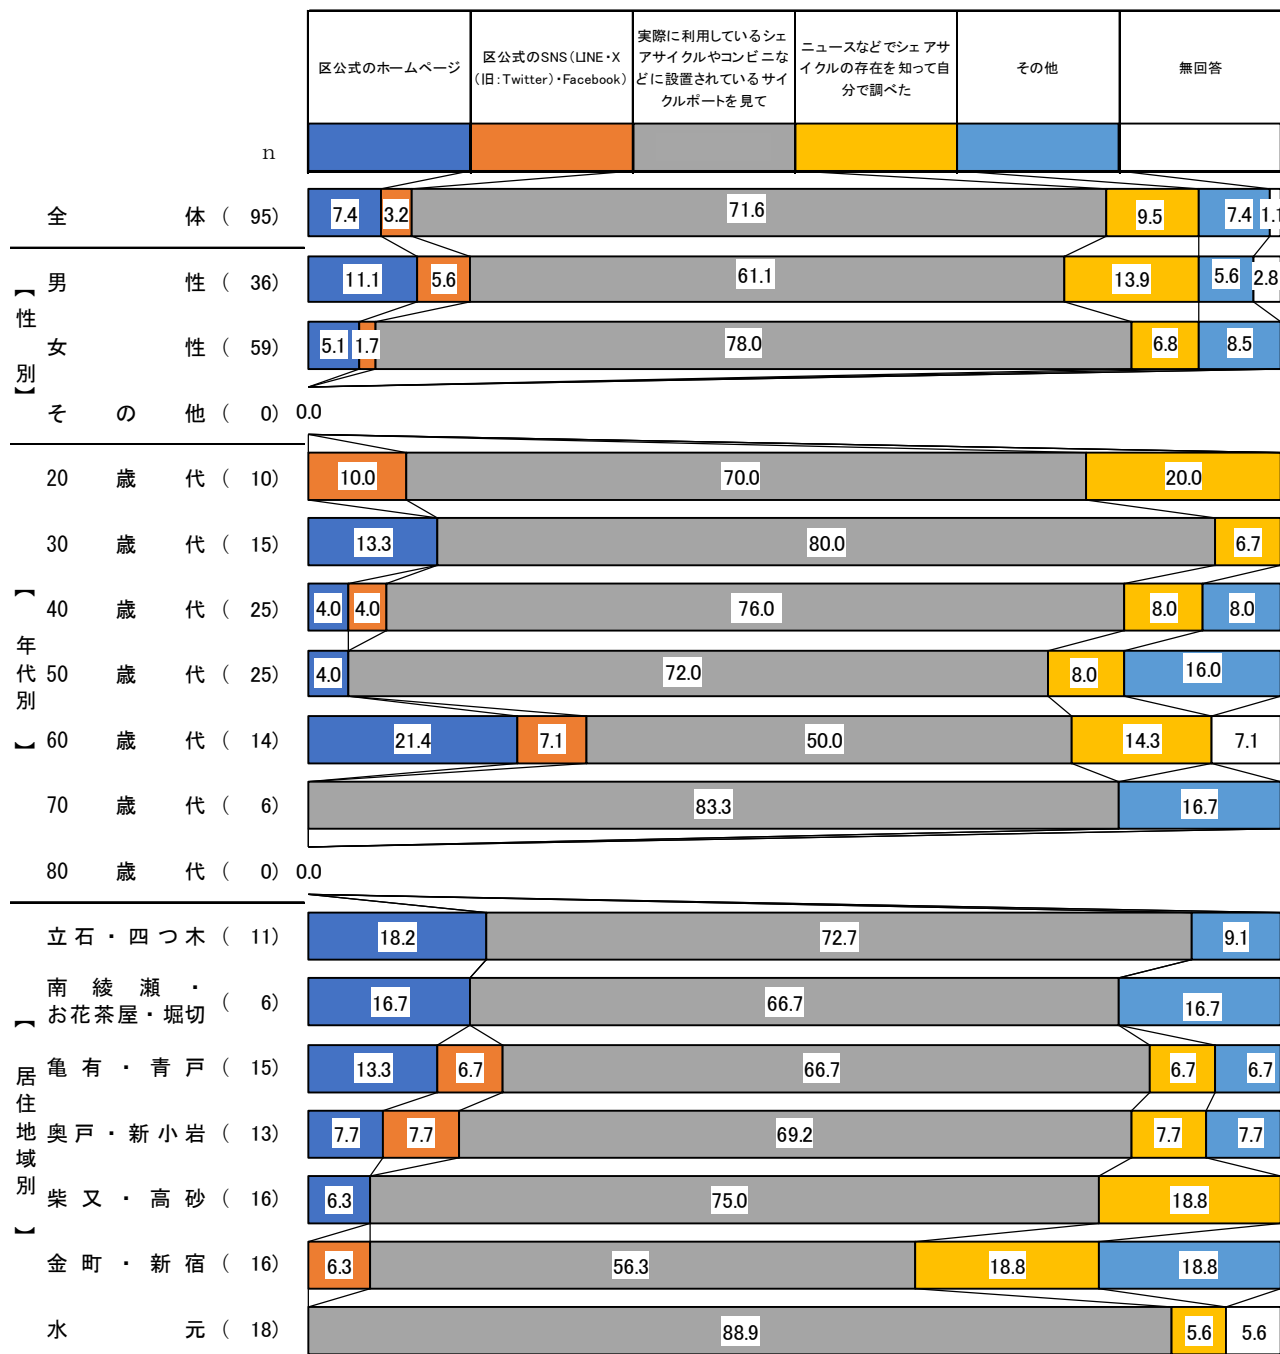 区公式のホームページ
区公式のSNS(LINE・X
(旧:Twitter)・Facebook)
実際に利用しているシェ
アサイクルやコンビニな
どに設置されているサイ
クルポートを見て
ニュースなどでシェアサ
イクルの存在を知って自
分で調べた
その他
無回答
n
全体( 95) 7.4 3.2 71.6 9.5 7.4 1.1
【性別】
男性( 36) 11.1 5.6 61.1 13.9 5.6 2.8
女性( 59) 5.1 1.7 78.0 6.8 8.5
その他( 0) 0.0
【年代別】
20歳代( 10) 10.0 70.0 20.0
30歳代( 15) 13.3 80.0 6.7
40歳代( 25) 4.0 4.0 76.0 8.0 8.0
50歳代( 25) 4.0 72.0 8.0 16.0
60歳代( 14) 21.4 7.1 50.0 14.3 7.1
70歳代( 6) 83.3 16.7
80歳代( 0) 0.0
【居住地域別】
立石・四つ木( 11) 18.2 72.7 9.1
南綾瀬・
お花茶屋・堀切( 6) 16.7 66.7 16.7
亀有・青戸( 15) 13.3 6.7 66.7 6.7 6.7
奥戸・新小岩( 13) 7.7 7.7 69.2 7.7 7.7
柴又・高砂( 16) 6.3 75.0 18.8
金町・新宿( 16) 6.3 56.3 18.8 18.8
水元( 18) 88.9 5.6 5.6